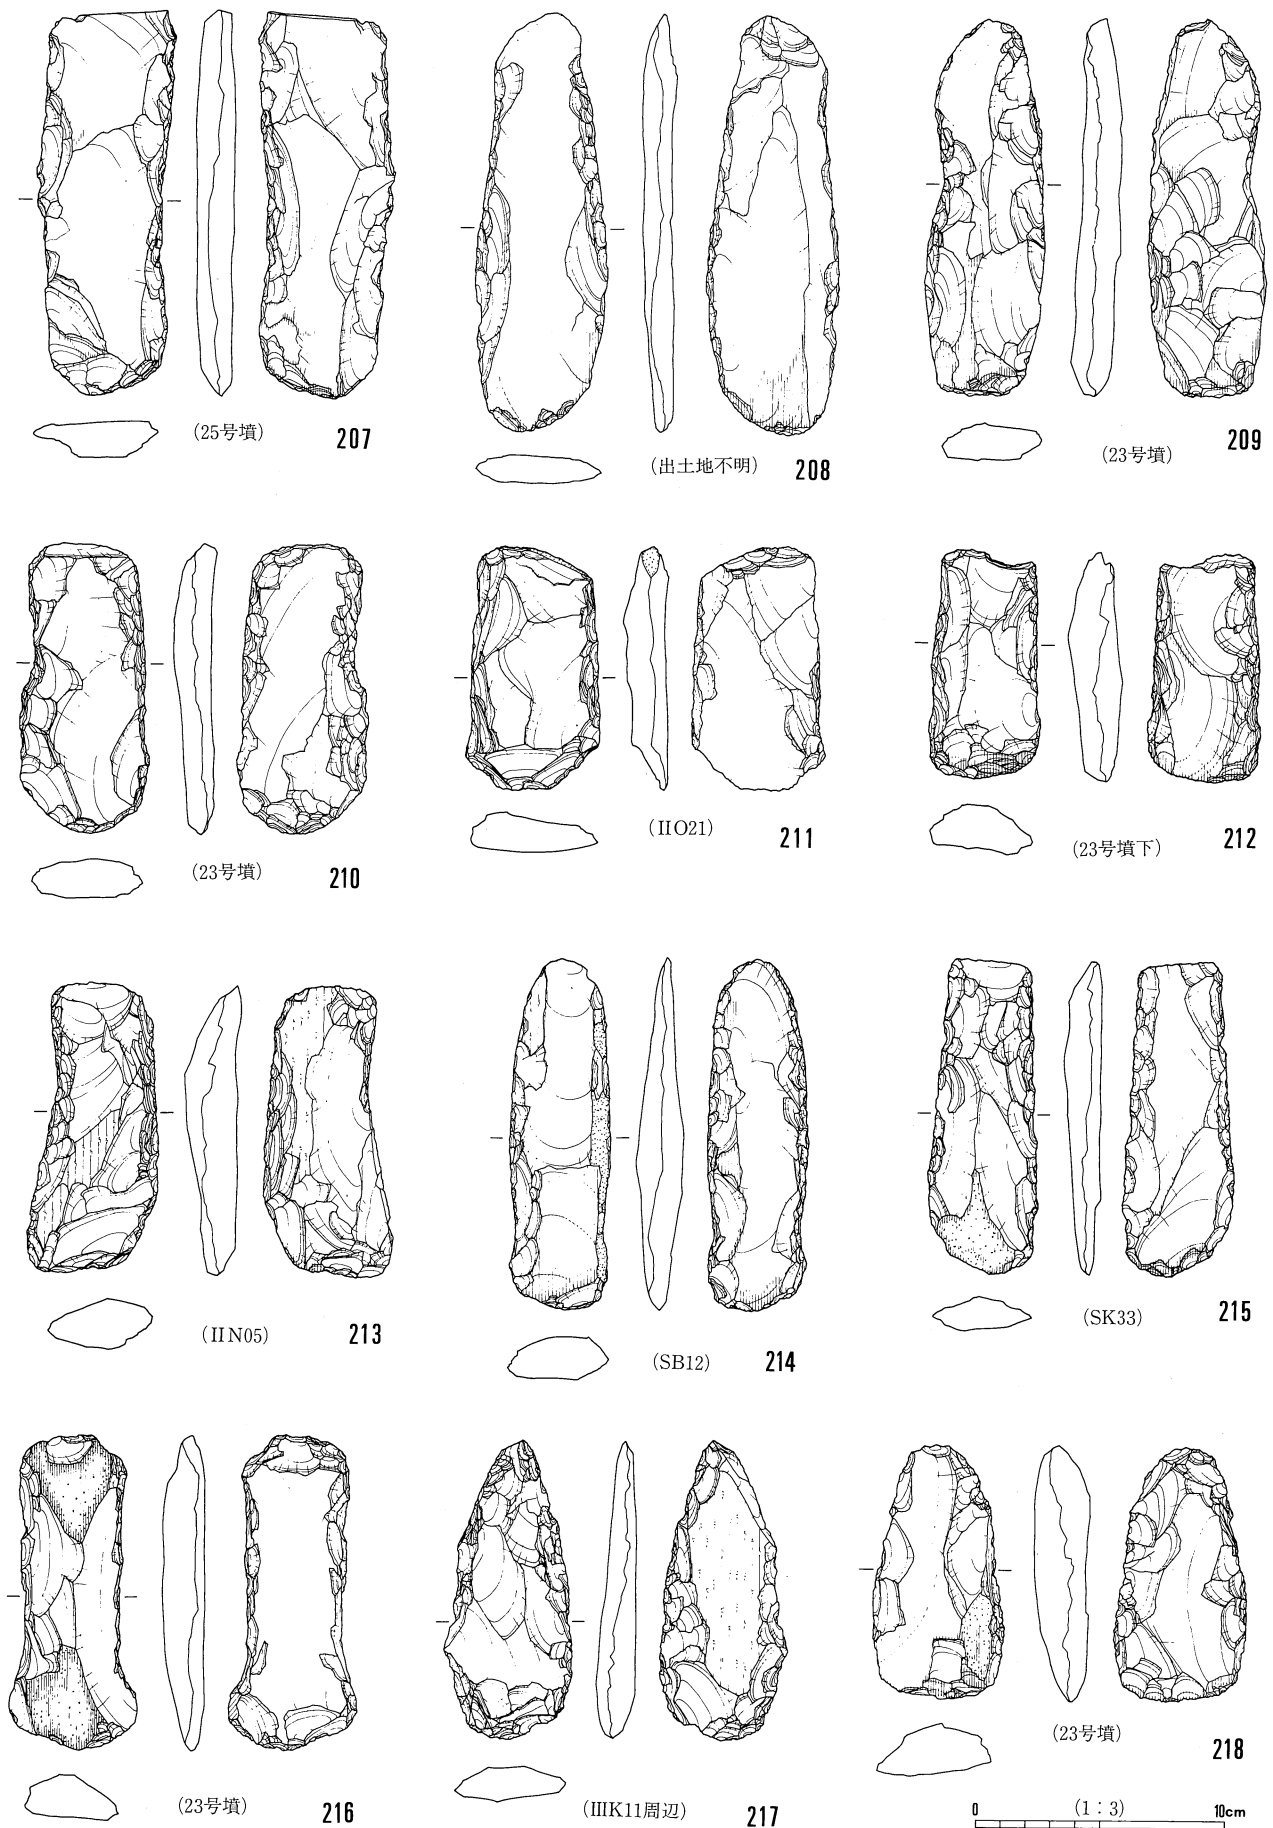 (25号墳) 207
(出土地不明) 208
(23号墳) 209
(23号墳) 210
(IIO21) 211
(23号墳下) 212
(IIN05) 213
(SB12) 214
(SK33) 215
(23号墳) 216
(IIIK11周辺) 217
(23号墳) 218
0 (1:3) 10cm